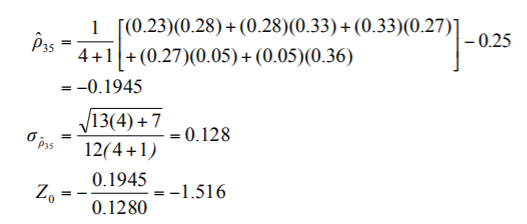 ρ̂₃₅ = 1/(4+1) [(0.23)(0.28) + (0.28)(0.33) + (0.33)(0.27)
+ (0.27)(0.05) + (0.05)(0.36)] − 0.25
= −0.1945
σ_ρ̂₃₅ = √(13(4) + 7) / 12(4+1) = 0.128
Z₀ = − 0.1945/0.1280 = −1.516